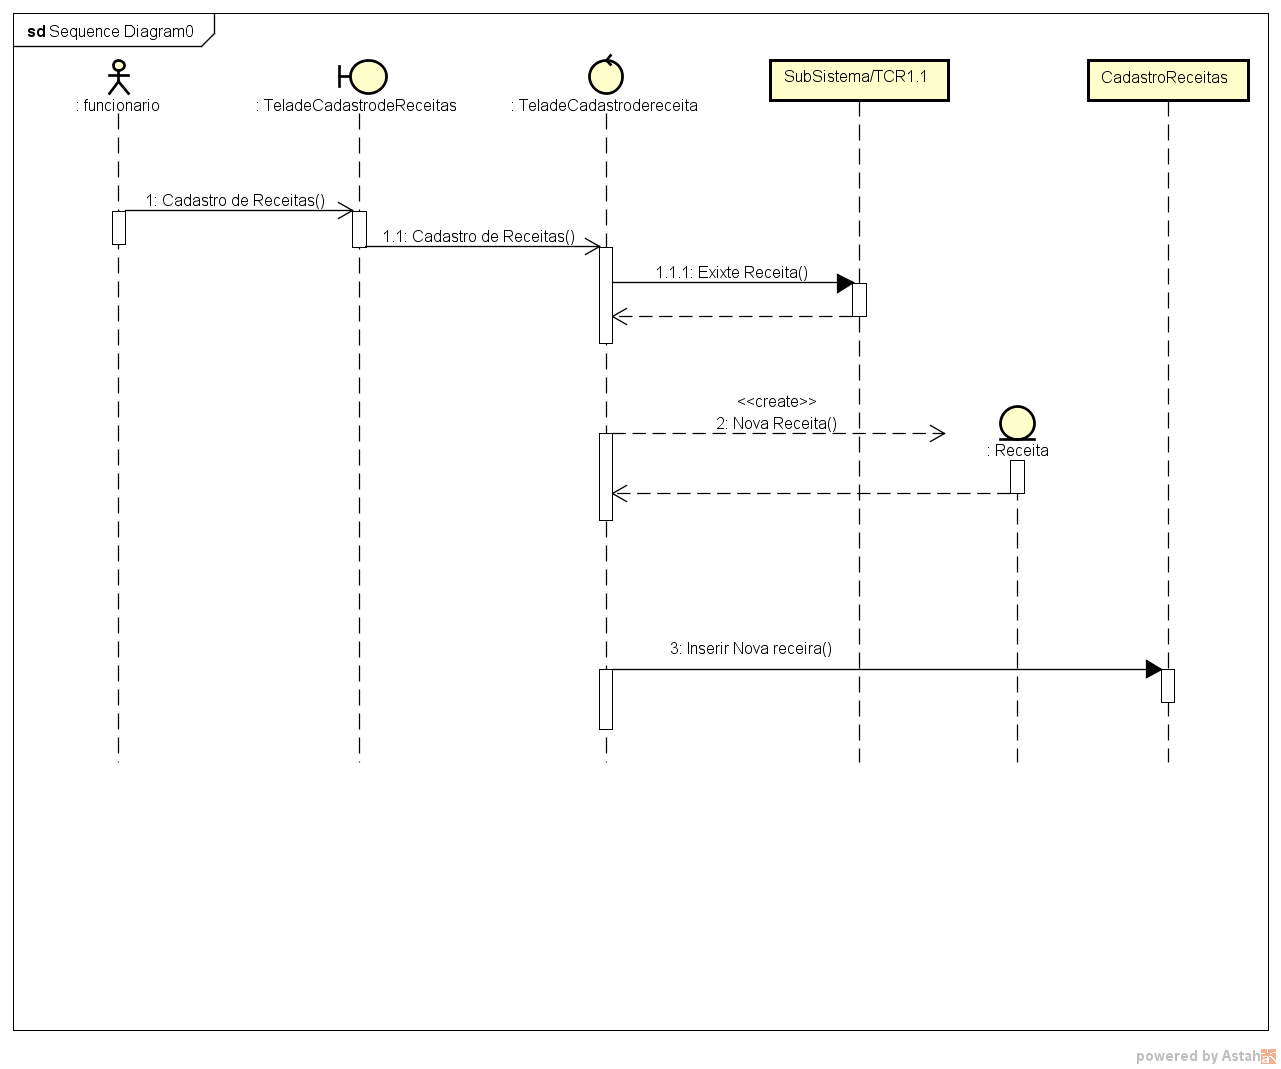 sd Sequence Diagram0
: funcionario
: TeladeCadastrodeReceitas
: TeladeCadastrodereceita
SubSistema/TCR1.1
CadastroReceitas
1: Cadastro de Receitas()
1.1: Cadastro de Receitas()
1.1.1: Exixte Receita()
<<create>>
2: Nova Receita()
: Receita
3: Inserir Nova receira()
powered by Astah